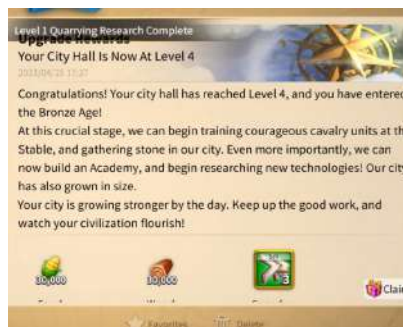 Level 1 Quarrying Research Complete
Upgrade Rewards
Your City Hall Is Now At Level 4
Congratulations! Your city hall has reached Level 4, and you have entered
the Bronze Age!
At this crucial stage, we can begin training courageous cavalry units at th
Stable, and gathering stone in our city. Even more importantly, we can
now build an Academy, and begin researching new technologies! Our city
has also grown in size.
Your city is growing stronger by the day. Keep up the good work, and
watch your civilization flourish!
10,000 10,000 3
Clai
Favorites Delete